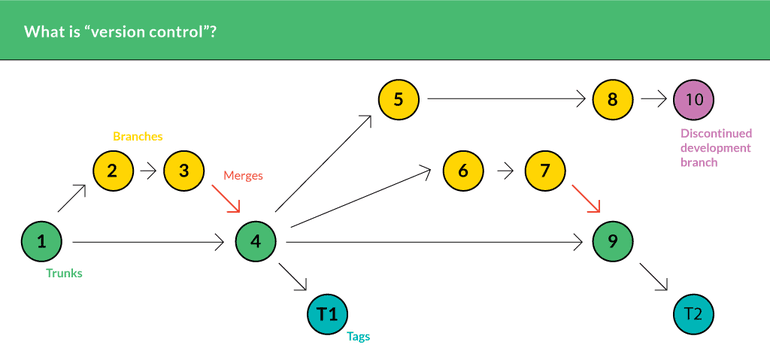 What is “version control”?
5
8
10
Discontinued
development
branch
Branches
2
3
Merges
6
7
1
4
9
Trunks
T1
T2
Tags